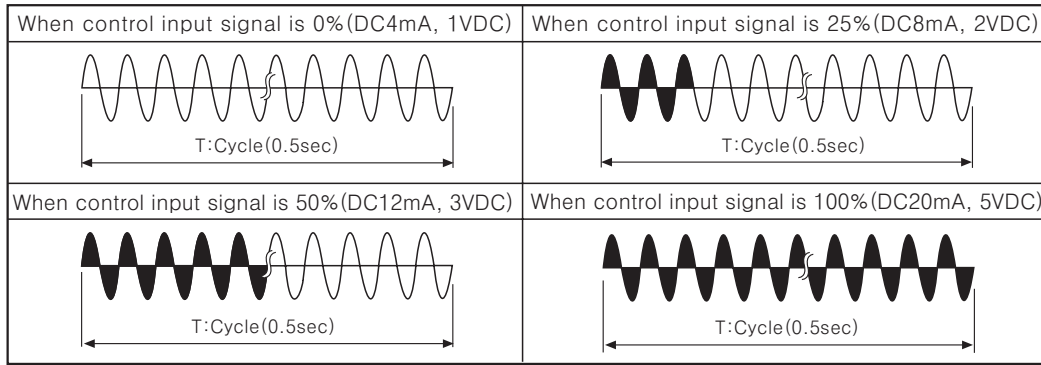 When control input signal is 0%(DC4mA, 1VDC)
When control input signal is 25%(DC8mA, 2VDC)
T:Cycle(0.5sec)
T:Cycle(0.5sec)
When control input signal is 50%(DC12mA, 3VDC)
When control input signal is 100%(DC20mA, 5VDC)
T:Cycle(0.5sec)
T:Cycle(0.5sec)